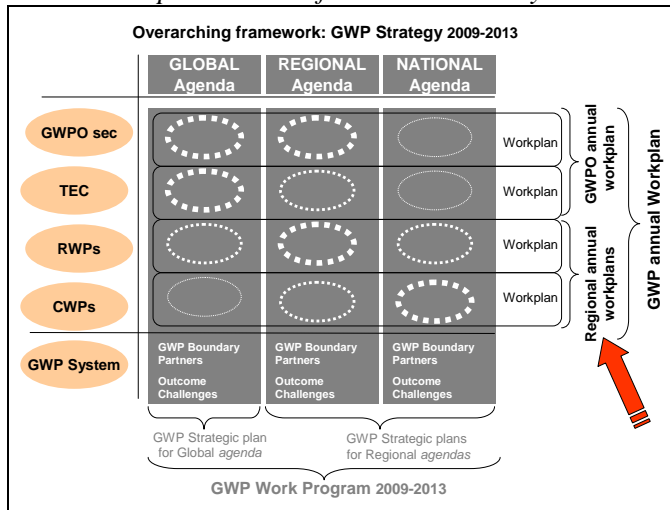 Overarching framework: GWP Strategy 2009-2013
GLOBAL
Agenda
REGIONAL
Agenda
NATIONAL
Agenda
GWPO sec
Workplan
TEC
Workplan
RWPs
Workplan
CWPs
Workplan
GWPO annual
workplan
Regional annual
workplans
GWP annual Workplan
GWP System
GWP Boundary
Partners
Outcome
Challenges
GWP Boundary
Partners
Outcome
Challenges
GWP Boundary
Partners
Outcome
Challenges
GWP Strategic plan
for Global agenda
GWP Strategic plans
for Regional agendas
GWP Work Program 2009-2013